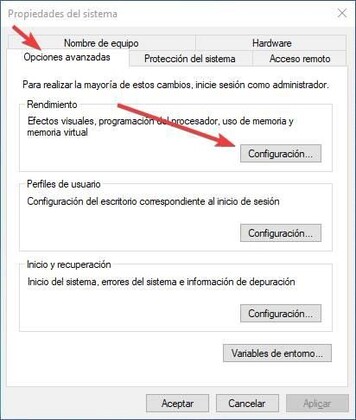 Propiedades del sistema
Nombre de equipo
Hardware
Opciones avanzadas
Protección del sistema
Acceso remoto
Para realizar la mayoría de estos cambios, inicie sesión como administrador.
Rendimiento
Efectos visuales, programación del procesador, uso de memoria y
memoria virtual
Configuración...
Perfiles de usuario
Configuración del escritorio correspondiente al inicio de sesión
Configuración...
Inicio y recuperación
Inicio del sistema, errores del sistema e información de depuración
Configuración...
Variables de entorno...
Aceptar
Cancelar
Aplicar